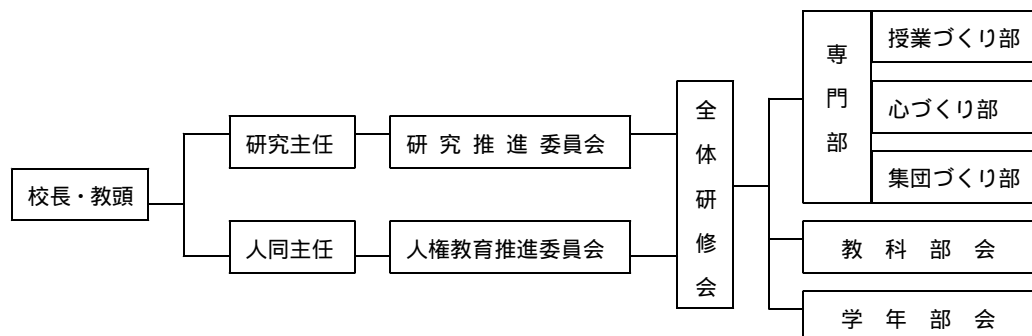 校長・教頭
研究主任
研 究 推 進 委員会
人同主任
人権教育推進委員会
全体研修会
専門部
授業づくり部
心づくり部
集団づくり部
教 科 部 会
学 年 部 会